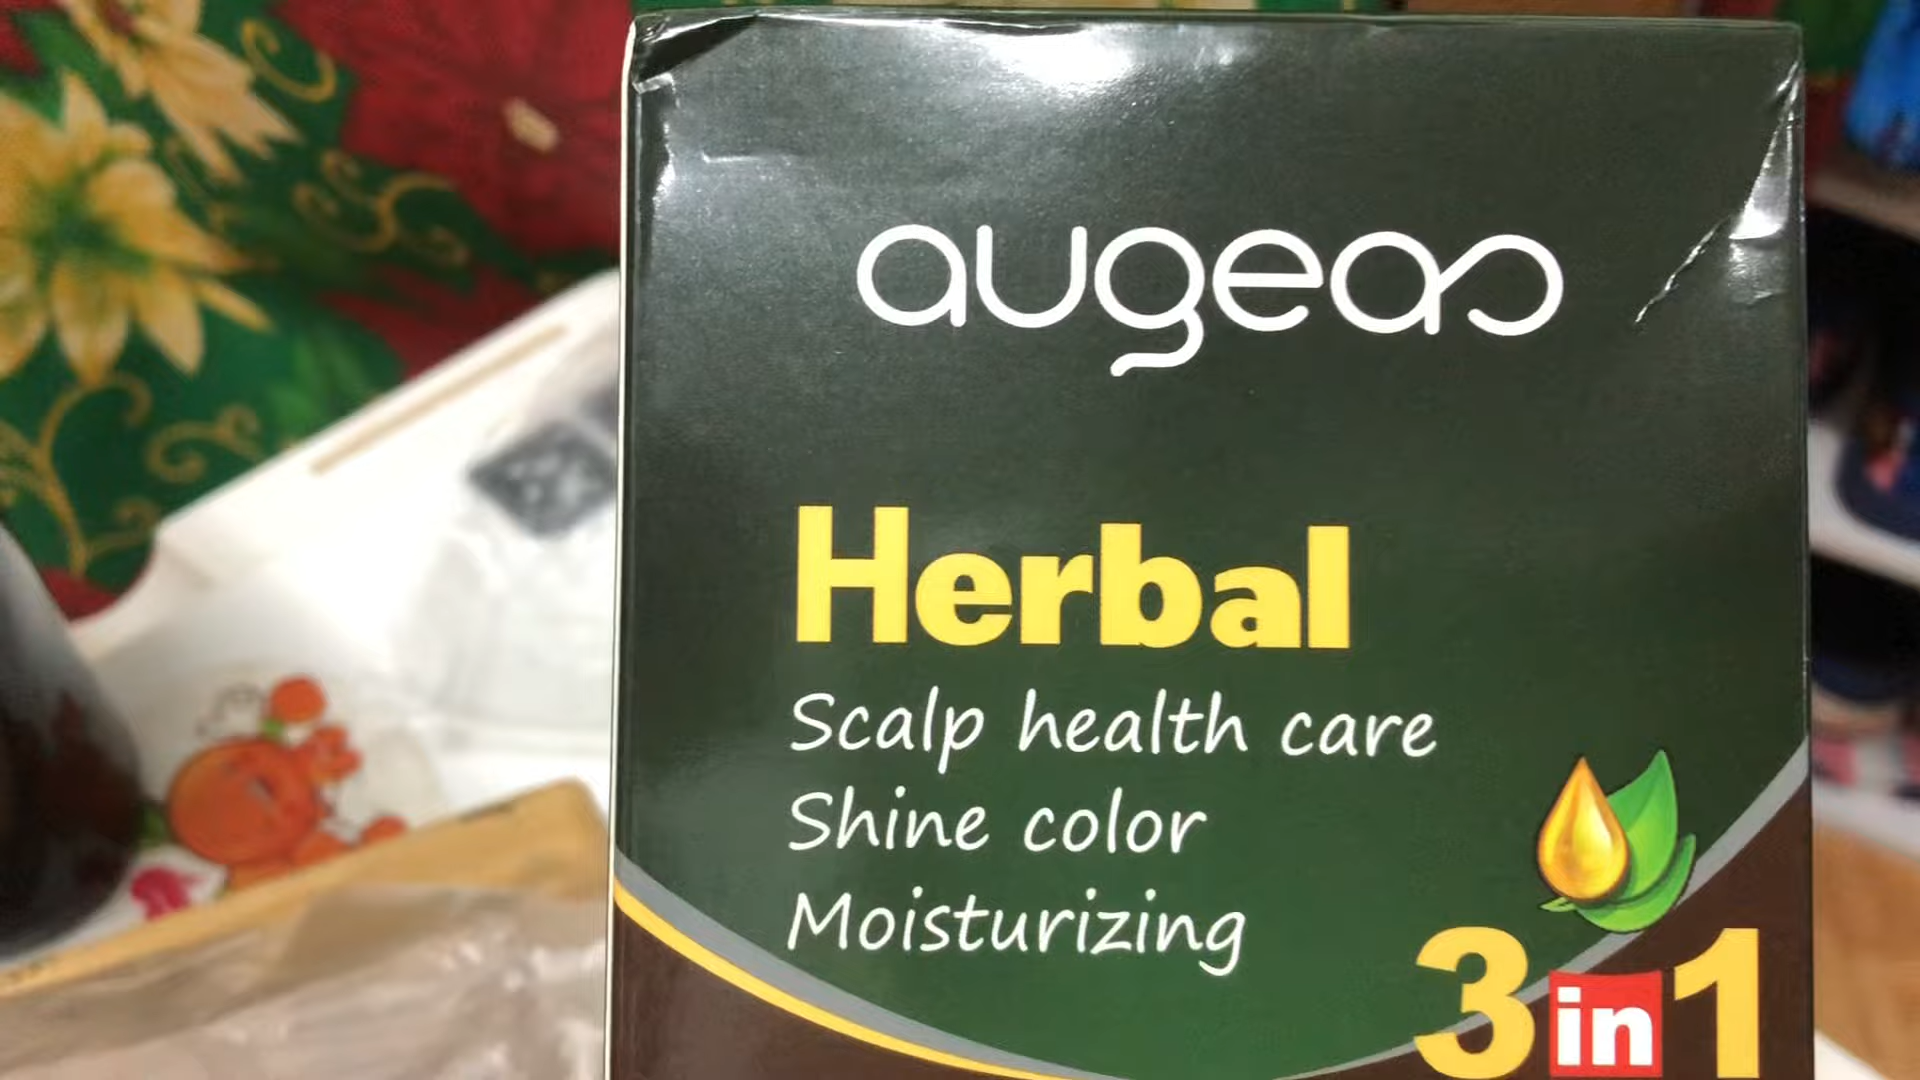 augeas
Herbal
Scalp health care
Shine color
Moisturizing
3in1